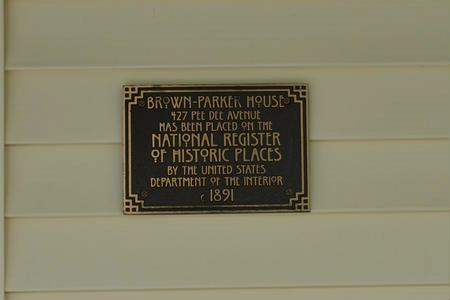 BROWN-PARKER HOUSE
427 PEE DEE AVENUE
HAS BEEN PLACED ON THE
NATIONAL REGISTER
OF HISTORIC PLACES
BY THE UNITED STATES
DEPARTMENT OF THE INTERIOR
c 1891